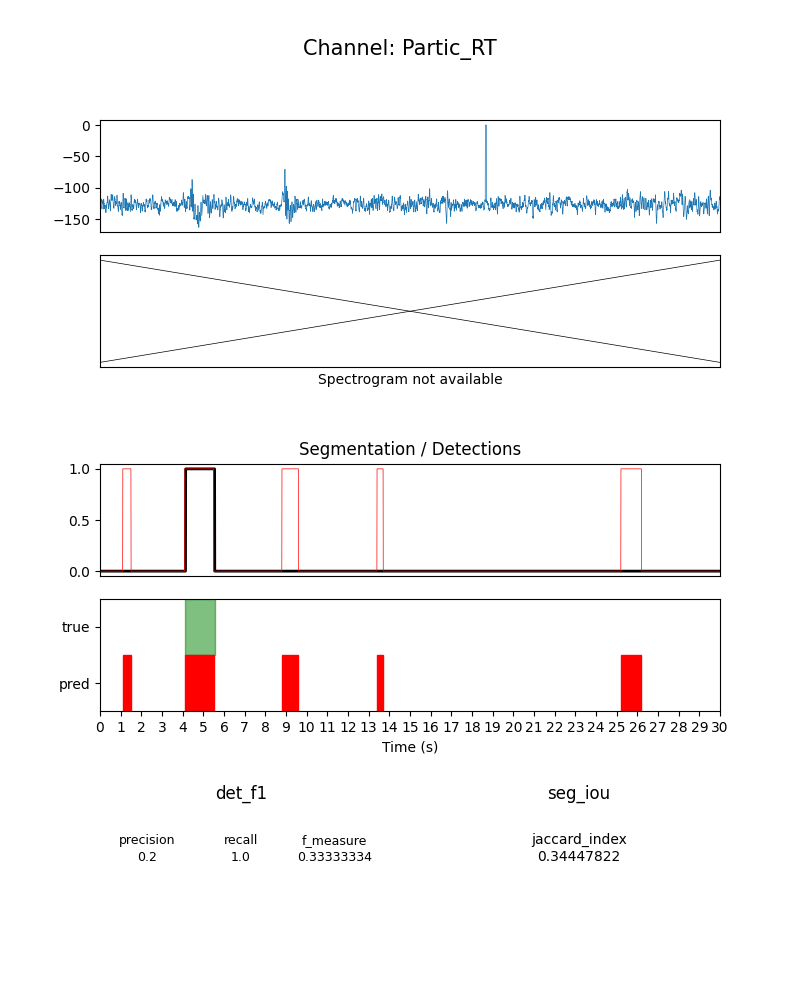 Channel: Partic_RT
0
−50
−100
−150
Spectrogram not available
Segmentation / Detections
1.0
0.5
0.0
true
pred
0 1 2 3 4 5 6 7 8 9 10 11 12 13 14 15 16 17 18 19 20 21 22 23 24 25 26 27 28 29 30
Time (s)
det_f1 seg_iou
precision recall f_measure jaccard_index
0.2 1.0 0.33333334 0.34447822